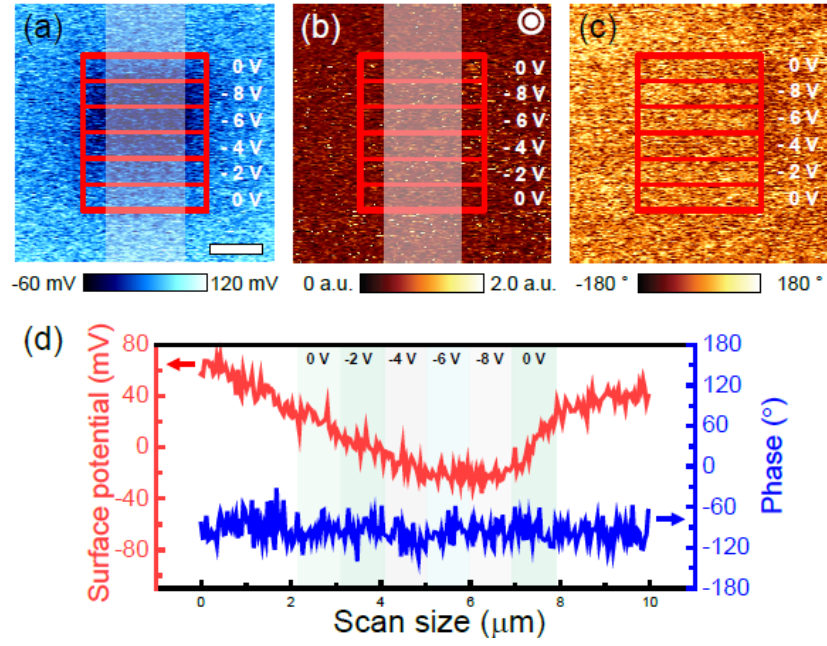 (a) (b) (c)
0 V 0 V 0 V
- 8 V - 8 V - 8 V
- 6 V - 6 V - 6 V
- 4 V - 4 V - 4 V
- 2 V - 2 V - 2 V
0 V 0 V 0 V
-60 mV 120 mV 0 a.u. 2.0 a.u. -180 ° 180 °
(d)
0 V -2 V -4 V -6 V -8 V 0 V
Surface potential (mV)
80
40
0
-40
-80
Phase (°)
180
120
60
0
-60
-120
-180
0 2 4 6 8 10
Scan size (μm)